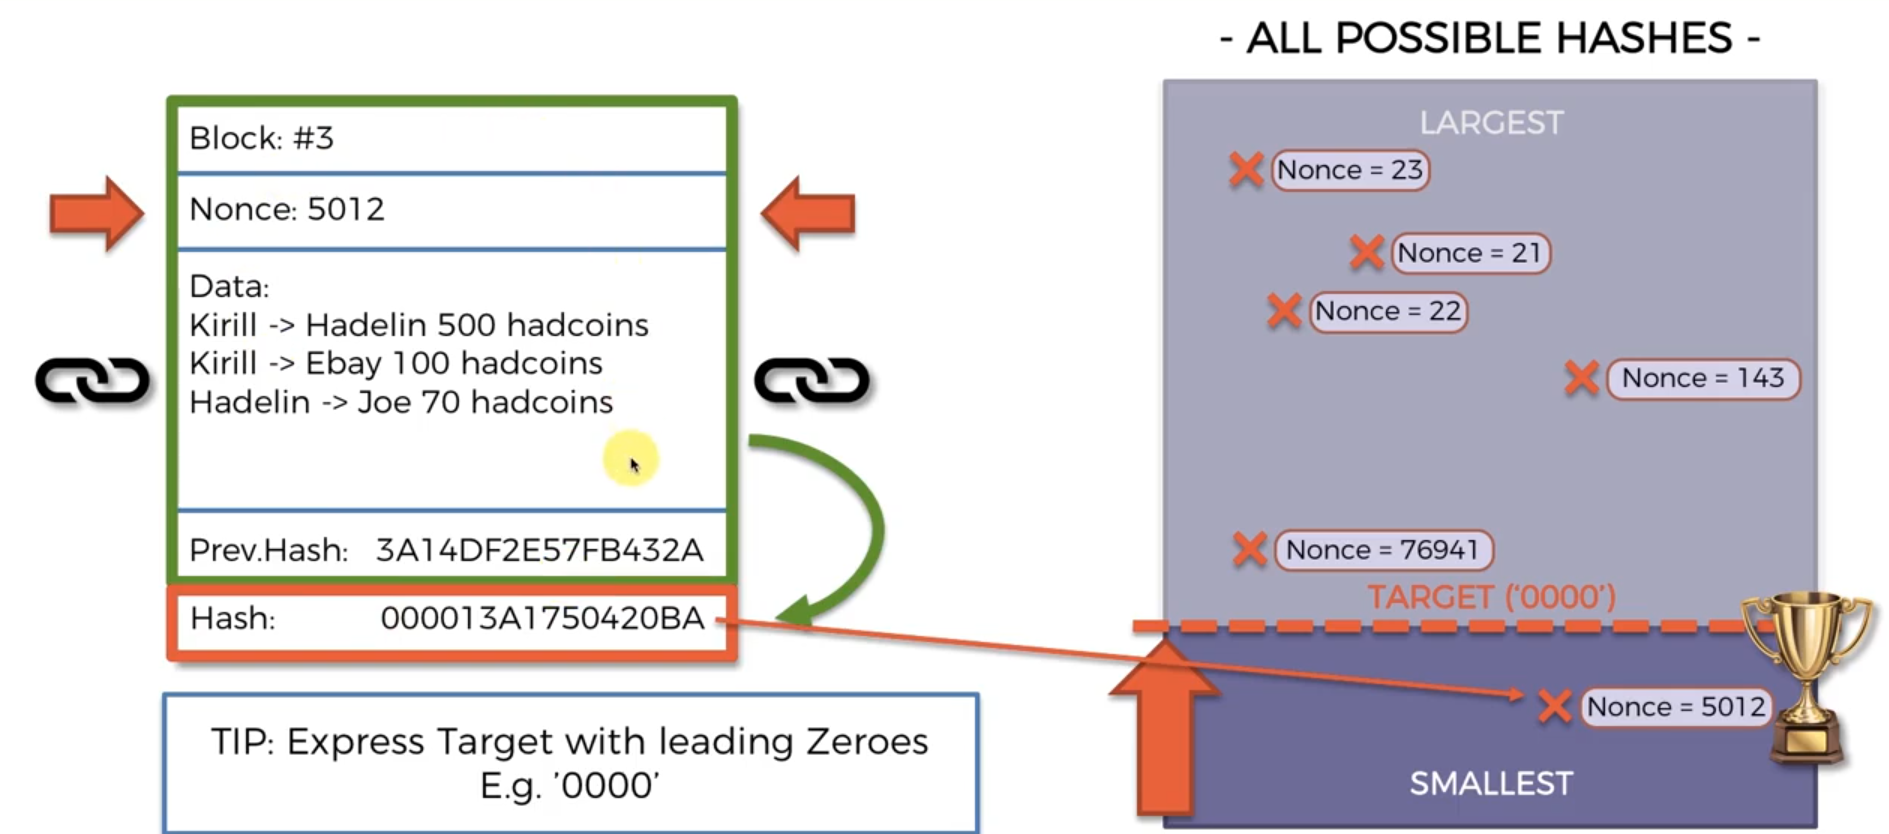 - ALL POSSIBLE HASHES -
Block: #3
Nonce: 5012
Data:
Kirill -> Hadelin 500 hadcoins
Kirill -> Ebay 100 hadcoins
Hadelin -> Joe 70 hadcoins
Prev.Hash: 3A14DF2E57FB432A
Hash: 000013A1750420BA
TIP: Express Target with leading Zeroes
E.g. '0000'
LARGEST
Nonce = 23
Nonce = 21
Nonce = 22
Nonce = 143
Nonce = 76941
TARGET ('0000')
Nonce = 5012
SMALLEST